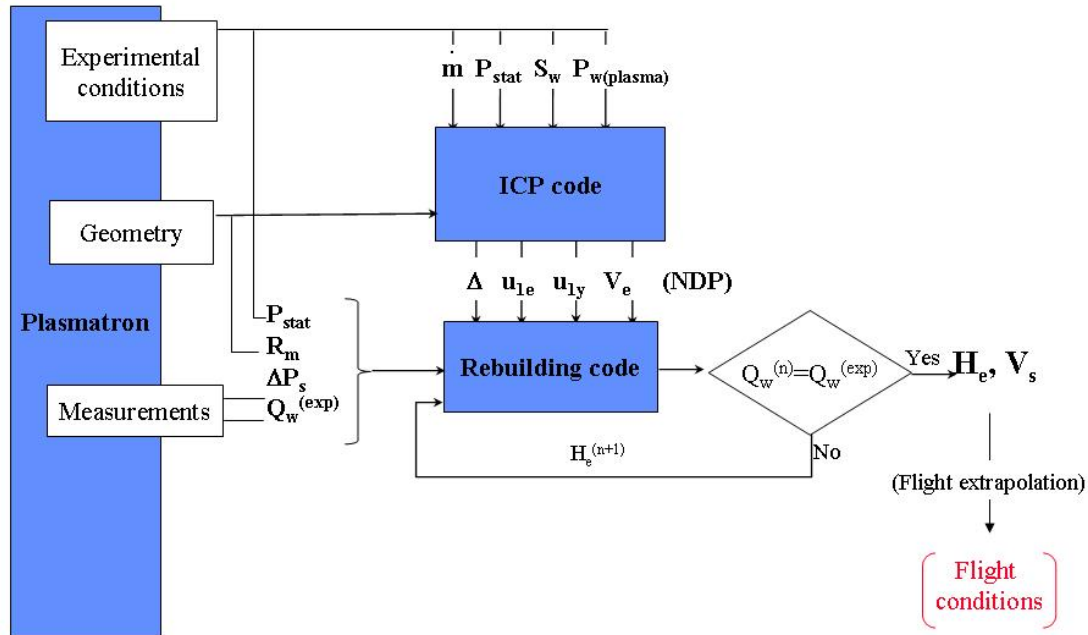 Experimental
conditions
ṁ P_stat S_w P_w(plasma)
ICP code
Geometry
Δ u_1e u_1y V_e (NDP)
Plasmatron
P_stat
R_m
ΔP_s
Q_w^(exp)
Measurements
Rebuilding code
Q_w^(n)=Q_w^(exp)
Yes
H_e, V_s
No
H_e^(n+1)
(Flight extrapolation)
Flight
conditions